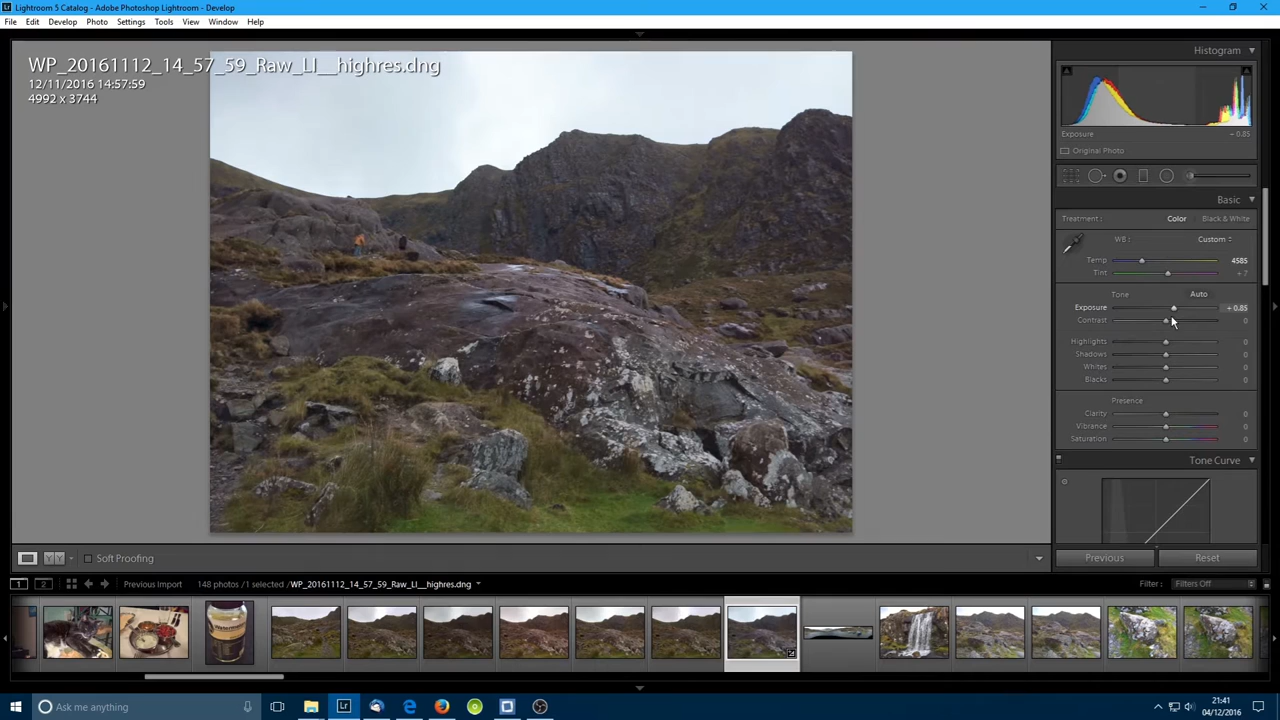 Lightroom 5 Catalog - Adobe Photoshop Lightroom - Develop
File Edit Develop Photo Settings Tools View Window Help
WP_20161112_14_57_59_Raw_LI__highres.dng
12/11/2016 14:57:59
4992 x 3744
Histogram
Exposure + 0.85
Original Photo
Basic
Treatment : Color Black & White
WB : Custom
Temp 4585
Tint + 7
Tone Auto
Exposure + 0.85
Contrast 0
Highlights 0
Shadows 0
Whites 0
Blacks 0
Presence
Clarity 0
Vibrance 0
Saturation 0
Tone Curve
Y Y Soft Proofing
Previous Reset
1 2 Previous Import 148 photos / 1 selected / WP_20161112_14_57_59_Raw_LI__highres.dng Filter : Filters Off
Ask me anything
21:41
04/12/2016